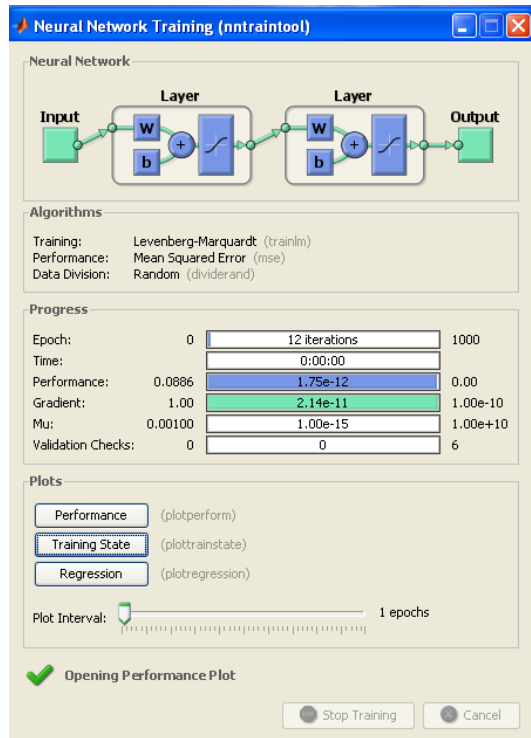 Neural Network Training (nntraintool)
Neural Network
Layer Layer
Input Output
W W
b b
Algorithms
Training: Levenberg-Marquardt (trainlm)
Performance: Mean Squared Error (mse)
Data Division: Random (dividerand)
Progress
Epoch: 0 12 iterations 1000
Time: 0:00:00
Performance: 0.0886 1.75e-12 0.00
Gradient: 1.00 2.14e-11 1.00e-10
Mu: 0.00100 1.00e-15 1.00e+10
Validation Checks: 0 0 6
Plots
Performance (plotperform)
Training State (plottrainstate)
Regression (plotregression)
Plot Interval: 1 epochs
Opening Performance Plot
Stop Training Cancel